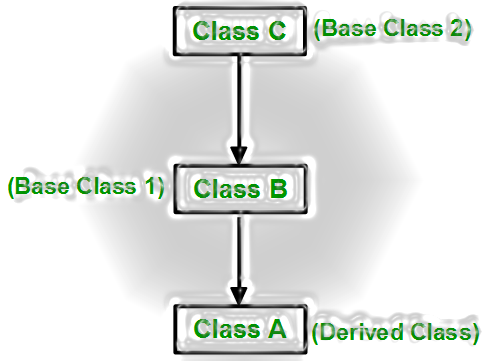 Class C (Base Class 2)
(Base Class 1) Class B
Class A (Derived Class)